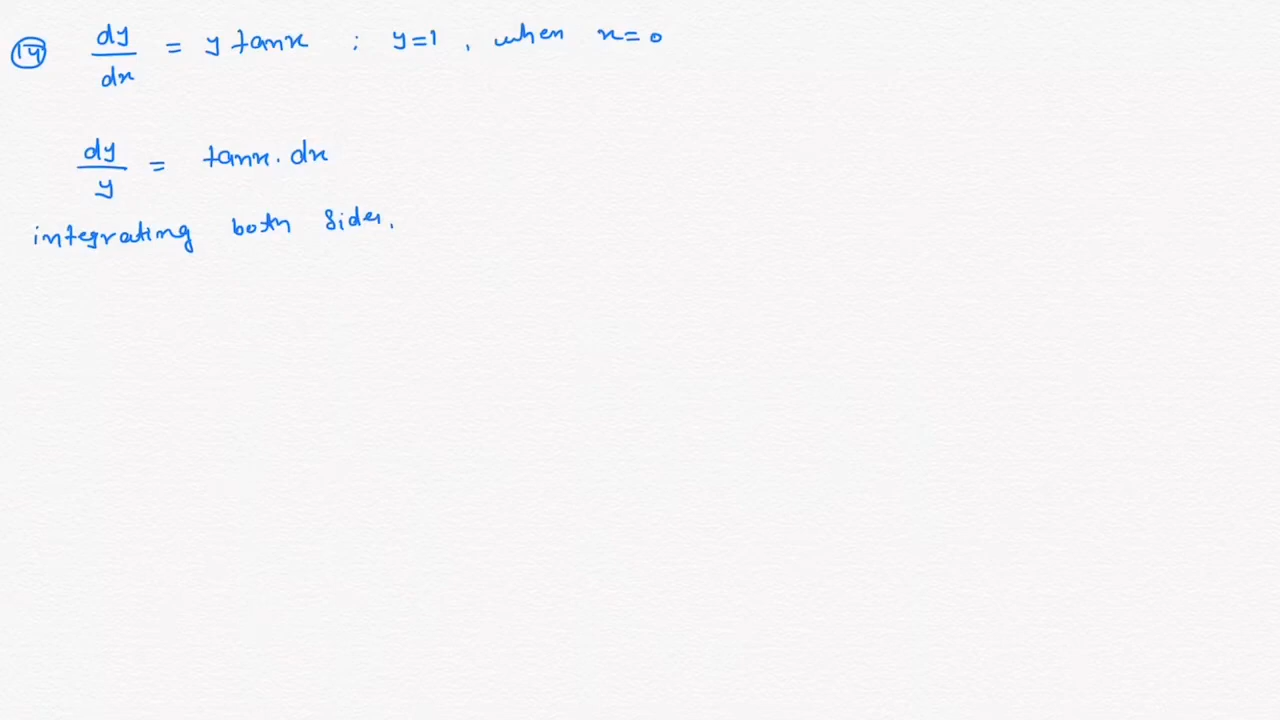 14 dy/dx = y tanx ; y=1, when x=0
dy/y = tanx . dx
integrating both sides.